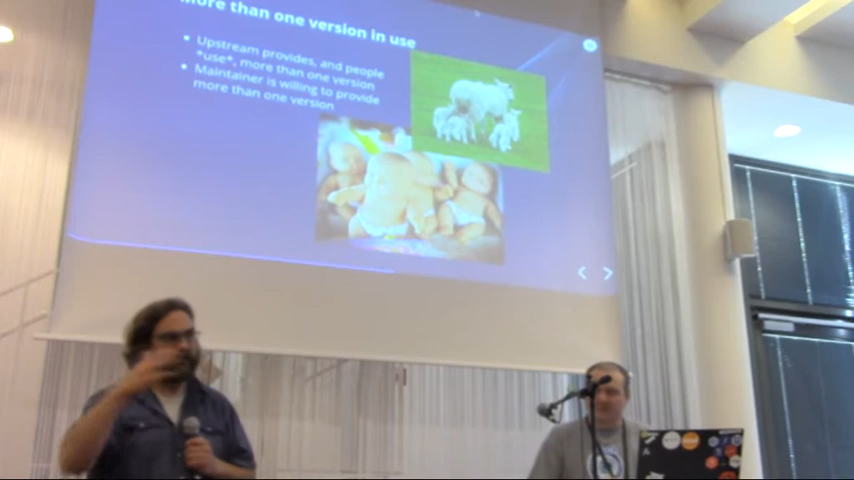 More than one version in use
Upstream provides, and people
*use*, more than one version
Maintainer is willing to provide
more than one version